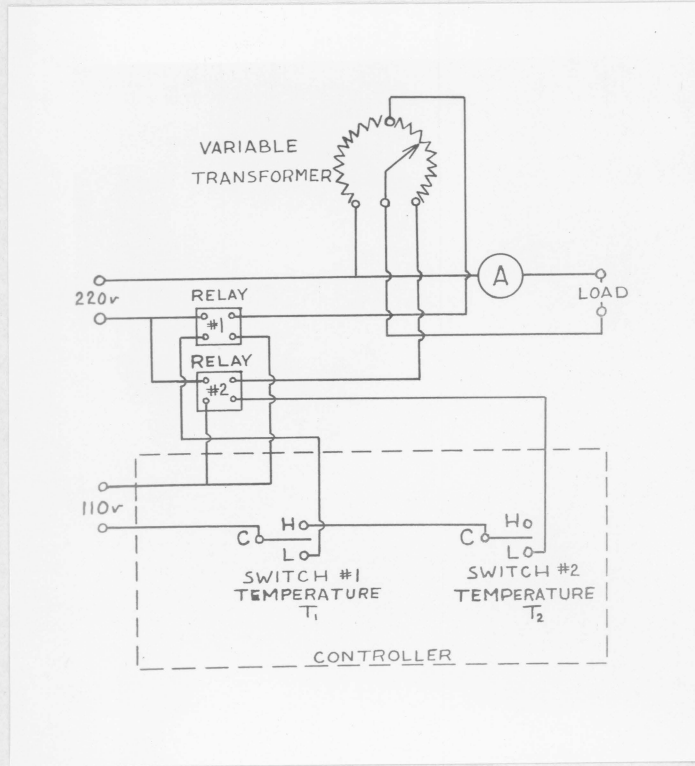 VARIABLE
TRANSFORMER
A
220v
LOAD
RELAY
#1
RELAY
#2
110v
H
C
L
SWITCH #1
TEMPERATURE
T1
H
C
L
SWITCH #2
TEMPERATURE
T2
CONTROLLER